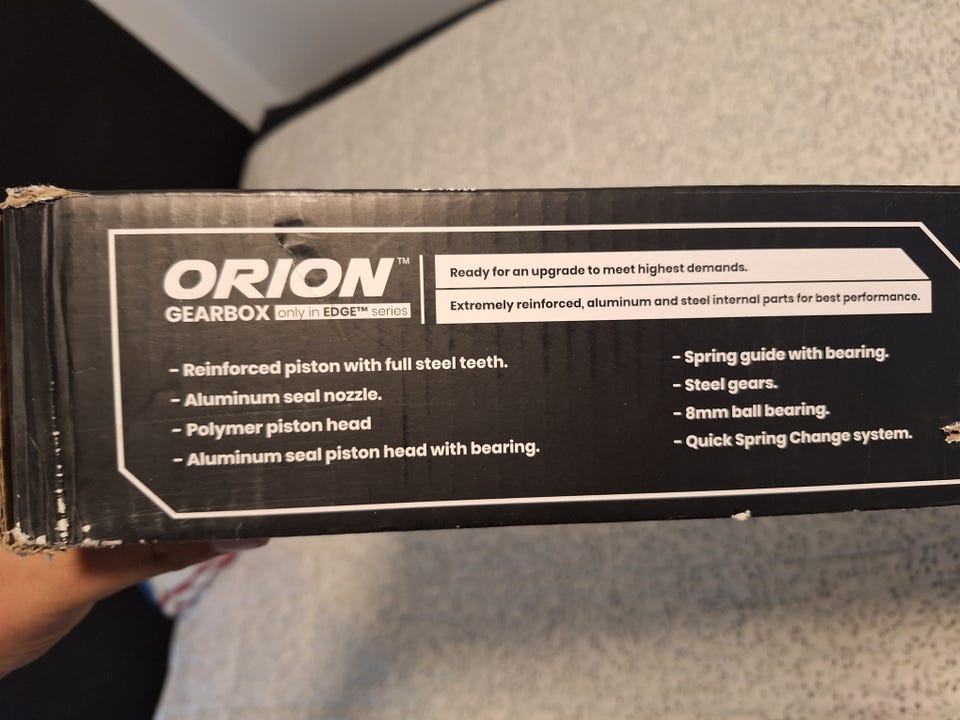 ORION™
GEARBOX only in EDGE™ series
Ready for an upgrade to meet highest demands.
Extremely reinforced, aluminum and steel internal parts for best performance.
- Reinforced piston with full steel teeth.
- Aluminum seal nozzle.
- Polymer piston head
- Aluminum seal piston head with bearing.
- Spring guide with bearing.
- Steel gears.
- 8mm ball bearing.
- Quick Spring Change system.